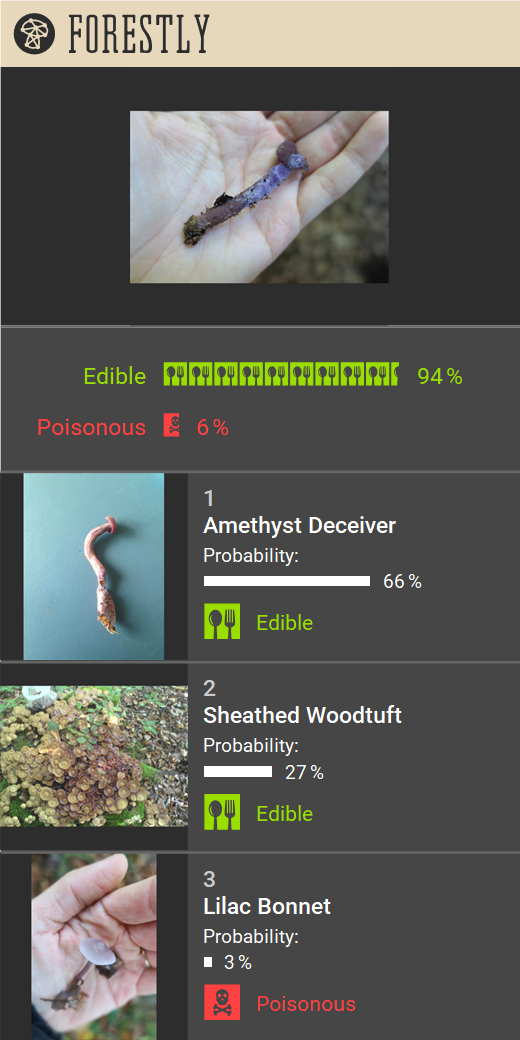 FORESTLY
Edible 94 %
Poisonous 6 %
1
Amethyst Deceiver
Probability:
66 %
Edible
2
Sheathed Woodtuft
Probability:
27 %
Edible
3
Lilac Bonnet
Probability:
3 %
Poisonous